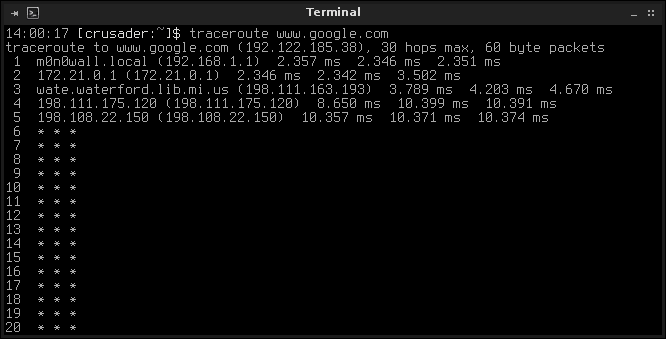 Terminal
14:00:17 [crusader:~]$ traceroute www.google.com
traceroute to www.google.com (192.122.185.38), 30 hops max, 60 byte packets
 1  m0n0wall.local (192.168.1.1)  2.357 ms  2.346 ms  2.351 ms
 2  172.21.0.1 (172.21.0.1)  2.346 ms  2.342 ms  3.502 ms
 3  wate.waterford.lib.mi.us (198.111.163.193)  3.789 ms  4.203 ms  4.670 ms
 4  198.111.175.120 (198.111.175.120)  8.650 ms  10.399 ms  10.391 ms
 5  198.108.22.150 (198.108.22.150)  10.357 ms  10.371 ms  10.374 ms
 6  * * *
 7  * * *
 8  * * *
 9  * * *
10  * * *
11  * * *
12  * * *
13  * * *
14  * * *
15  * * *
16  * * *
17  * * *
18  * * *
19  * * *
20  * * *